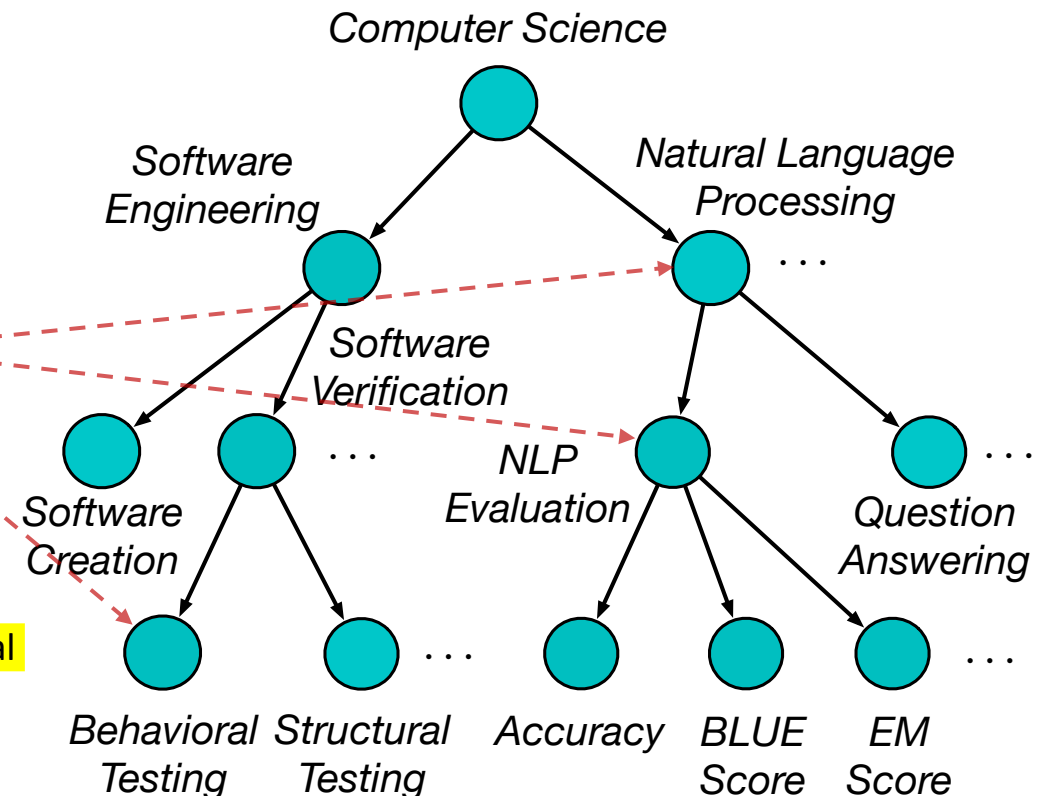 Computer Science
Software
Engineering
Natural Language
Processing
...
Software
Verification
...
NLP
Evaluation
...
Software
Creation
Question
Answering
al
...
...
Behavioral
Testing
Structural
Testing
Accuracy
BLUE
Score
EM
Score